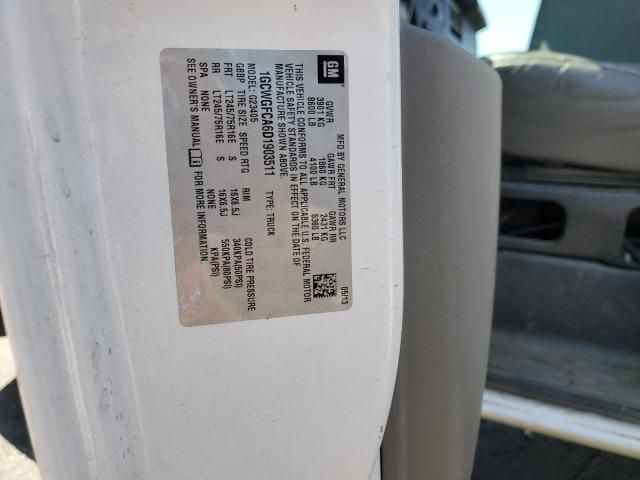 GM
MFD BY GENERAL MOTORS LLC
05/13
GVWR GAWR FRT GAWR RR
3901 KG 1860 KG 2431 KG
8600 LB 4100 LB 5360 LB
THIS VEHICLE CONFORMS TO ALL APPLICABLE U.S. FEDERAL MOTOR
VEHICLE SAFETY STANDARDS IN EFFECT ON THE DATE OF
MANUFACTURE SHOWN ABOVE.
1GCWGFCA6D1903511 TYPE: TRUCK
MODEL: G23405
GBBP TIRE SIZE SPEED RTG RIM COLD TIRE PRESSURE
FRT LT245/75R16E S 16X6.5J 340KPA(50PSI)
RR LT245/75R16E S 16X6.5J 550KPA(80PSI)
SPA NONE NONE KPA(PSI)
SEE OWNER'S MANUAL FOR MORE INFORMATION